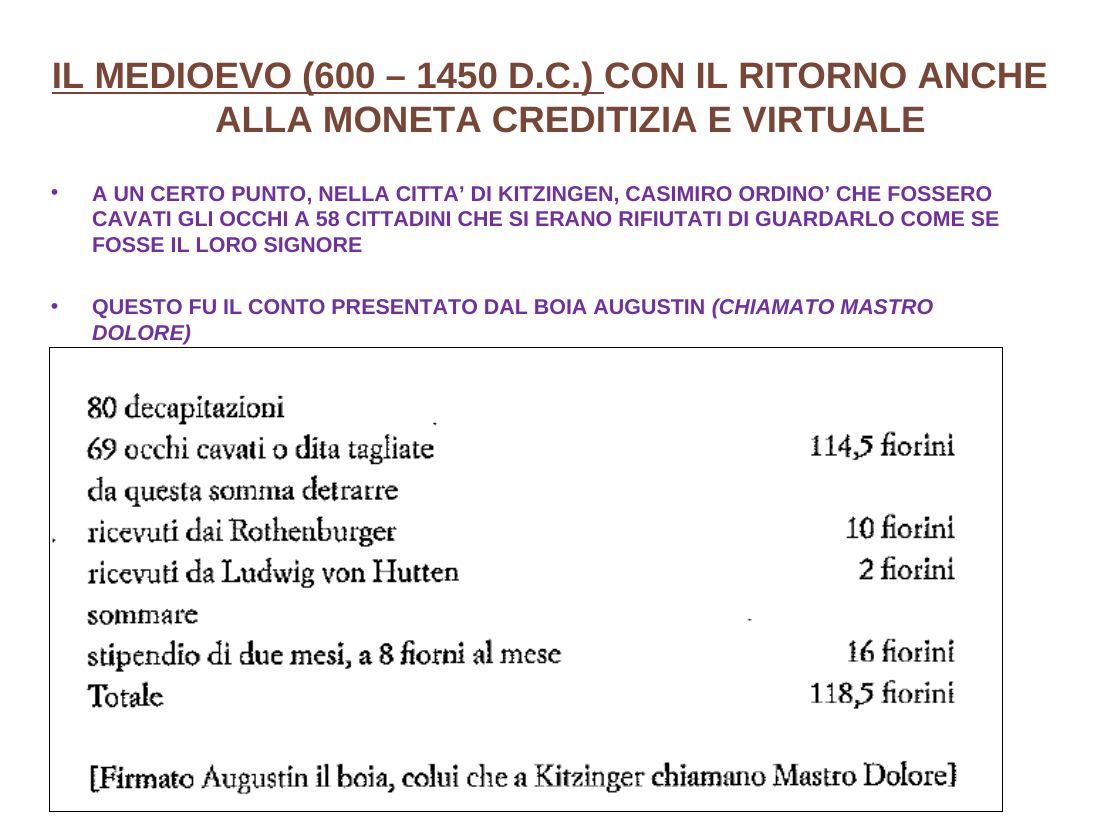 IL MEDIOEVO (600 – 1450 D.C.) CON IL RITORNO ANCHE
ALLA MONETA CREDITIZIA E VIRTUALE
• A UN CERTO PUNTO, NELLA CITTA’ DI KITZINGEN, CASIMIRO ORDINO’ CHE FOSSERO
CAVATI GLI OCCHI A 58 CITTADINI CHE SI ERANO RIFIUTATI DI GUARDARLO COME SE
FOSSE IL LORO SIGNORE
• QUESTO FU IL CONTO PRESENTATO DAL BOIA AUGUSTIN (CHIAMATO MASTRO
DOLORE)
80 decapitazioni
69 occhi cavati o dita tagliate 114,5 fiorini
da questa somma detrarre
ricevuti dai Rothenburger 10 fiorini
ricevuti da Ludwig von Hutten 2 fiorini
sommare
stipendio di due mesi, a 8 fiorni al mese 16 fiorini
Totale 118,5 fiorini
[Firmato Augustin il boia, colui che a Kitzinger chiamano Mastro Dolore]